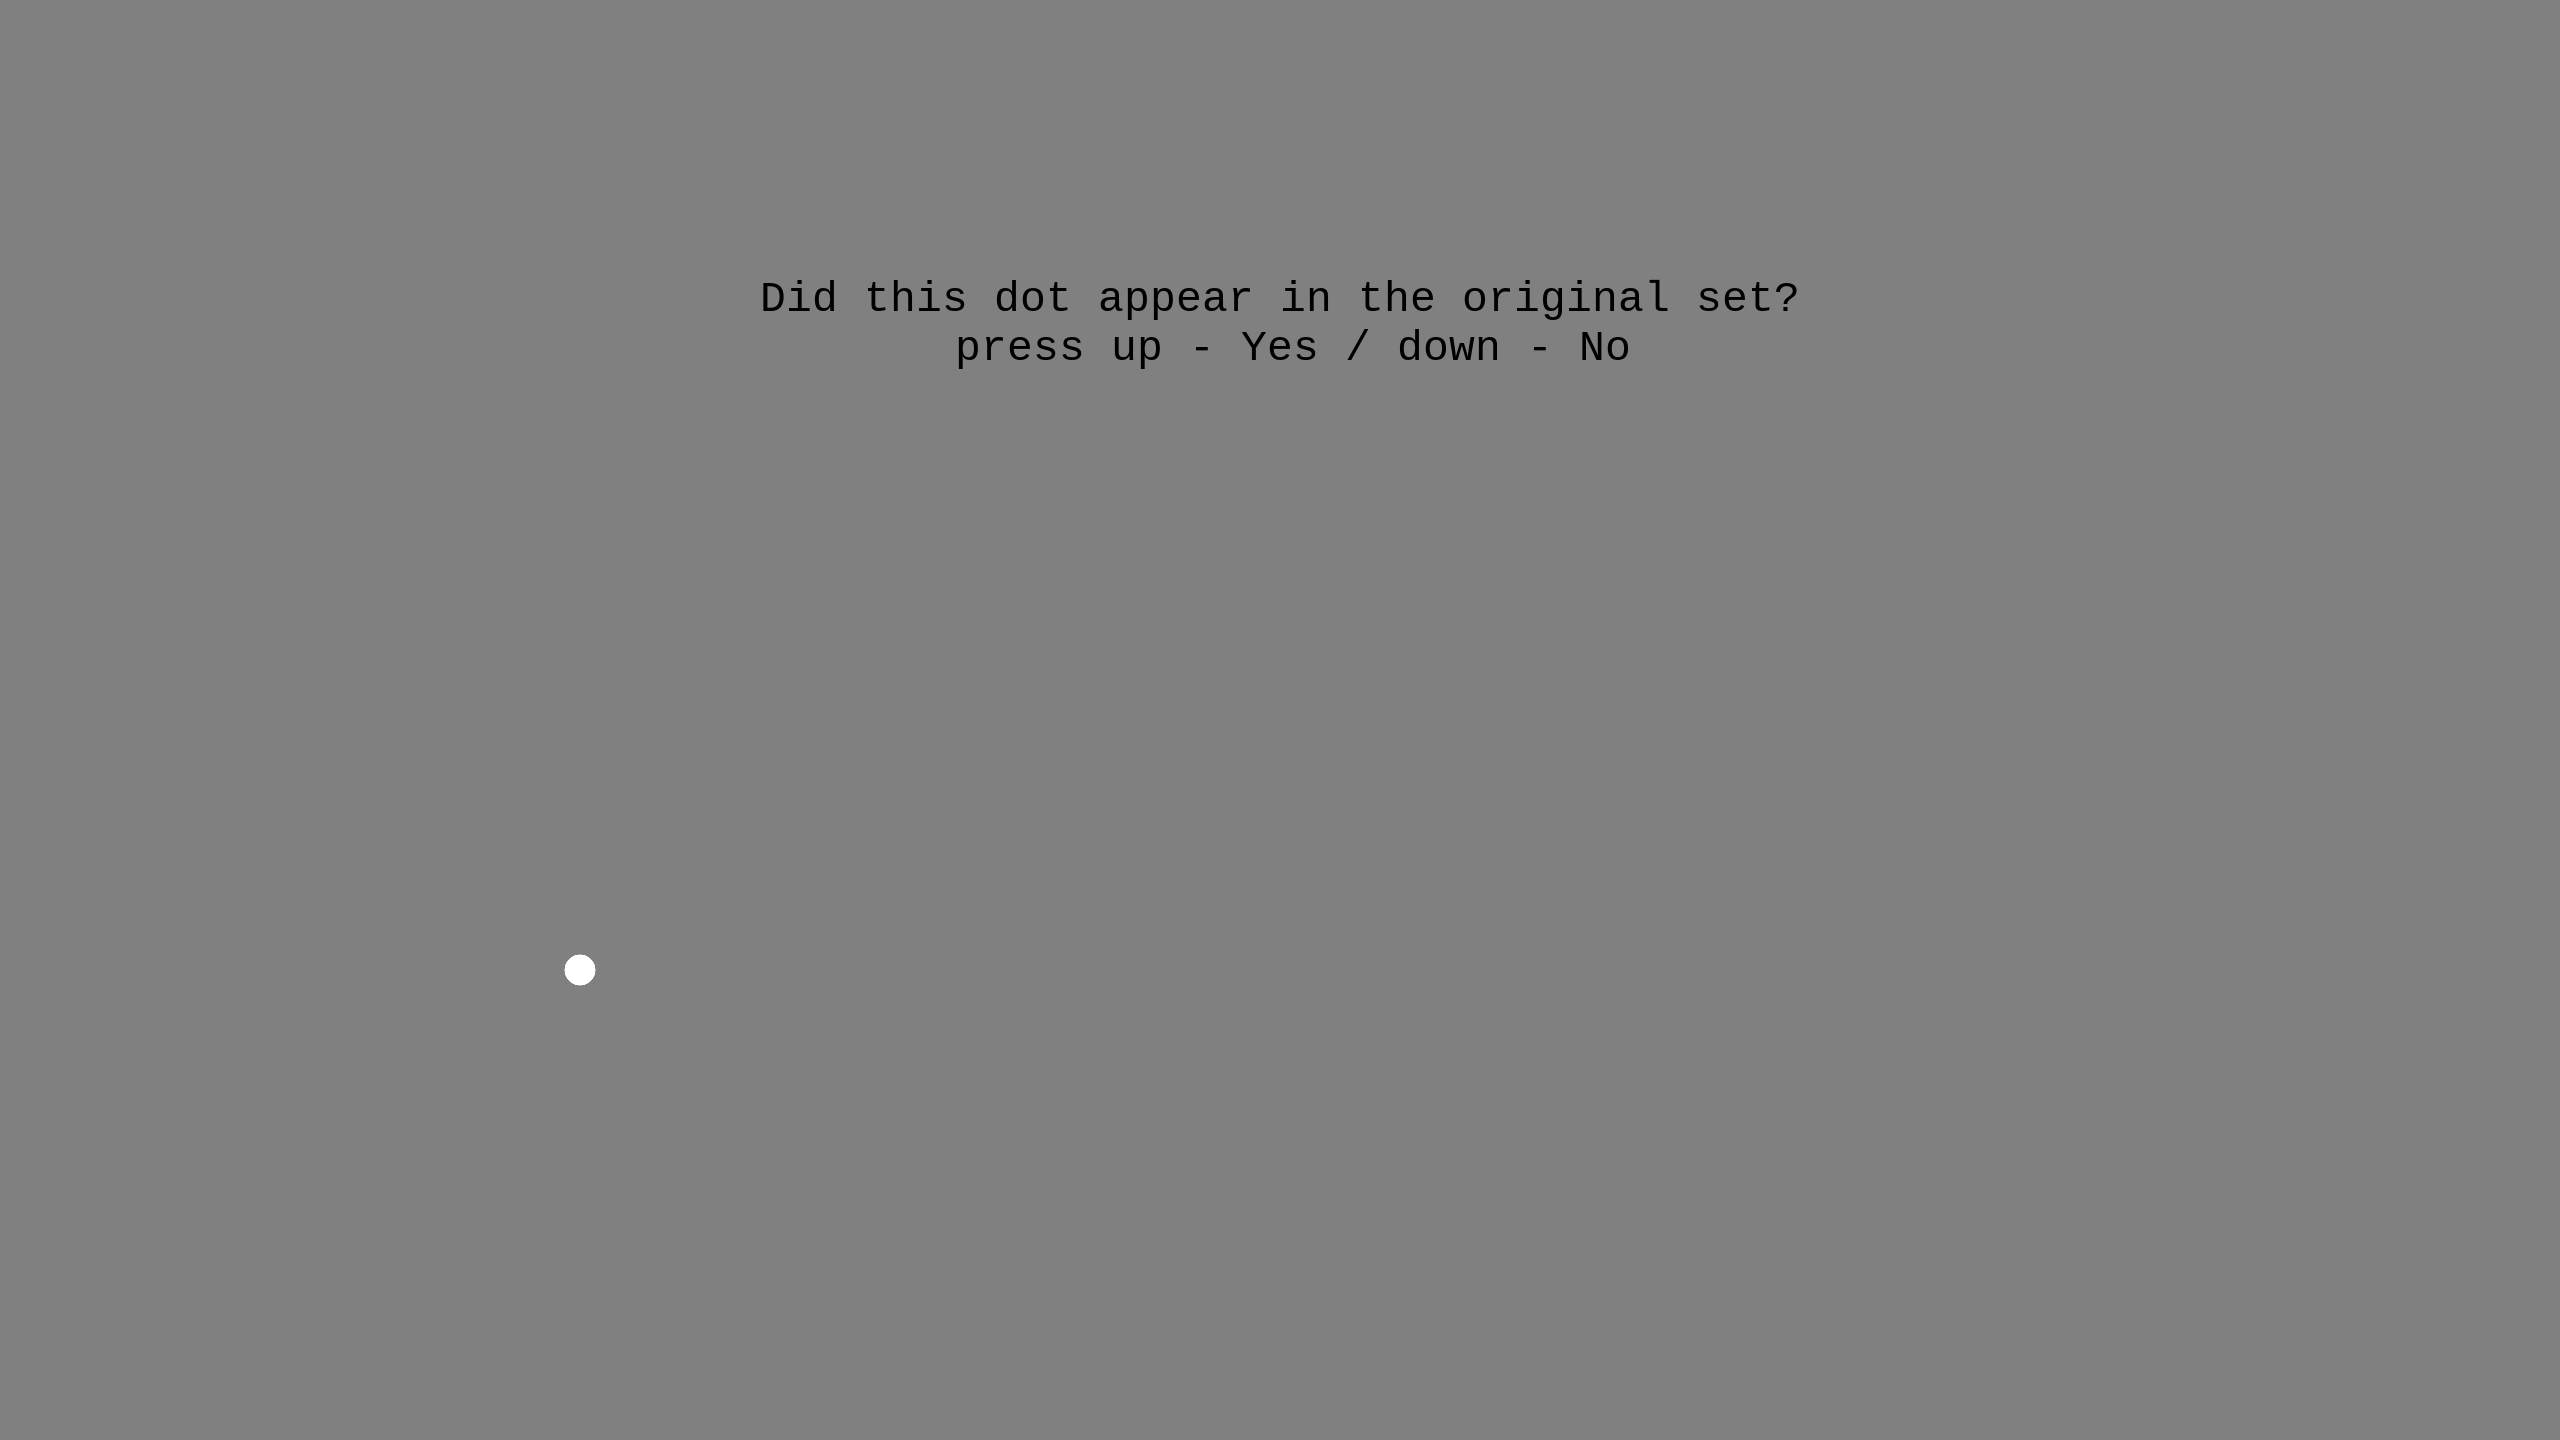 Did this dot appear in the original set?
press up - Yes / down - No